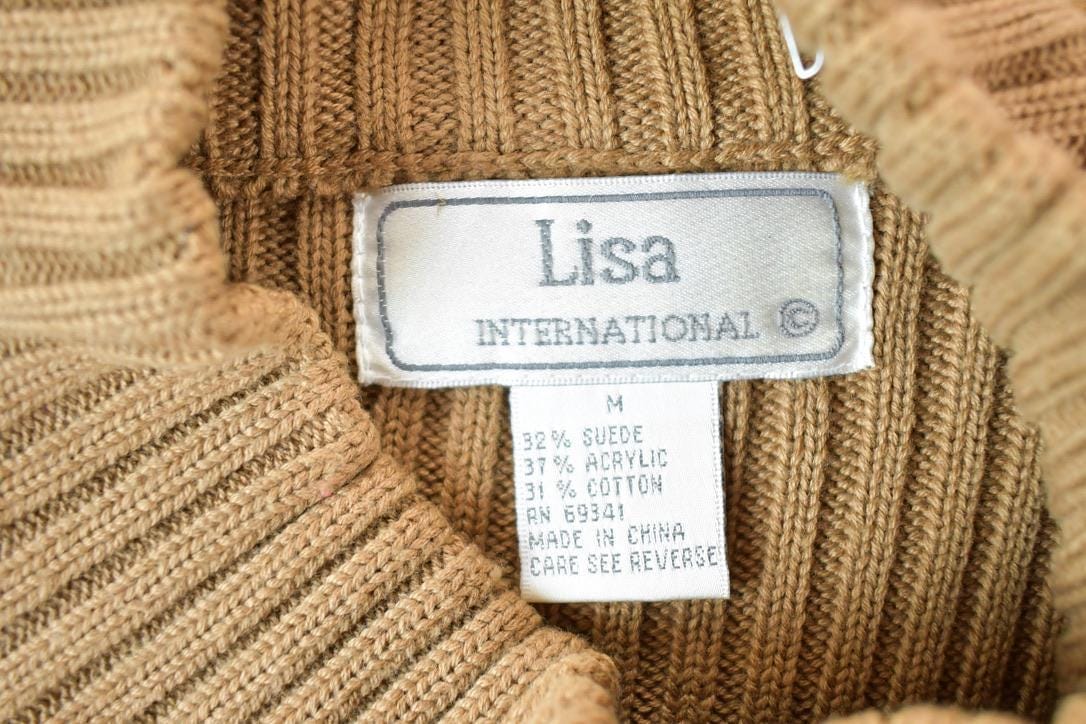 Lisa
INTERNATIONAL ©
M
32% SUEDE
37% ACRYLIC
31 % COTTON
RN 69341
MADE IN CHINA
CARE SEE REVERSE